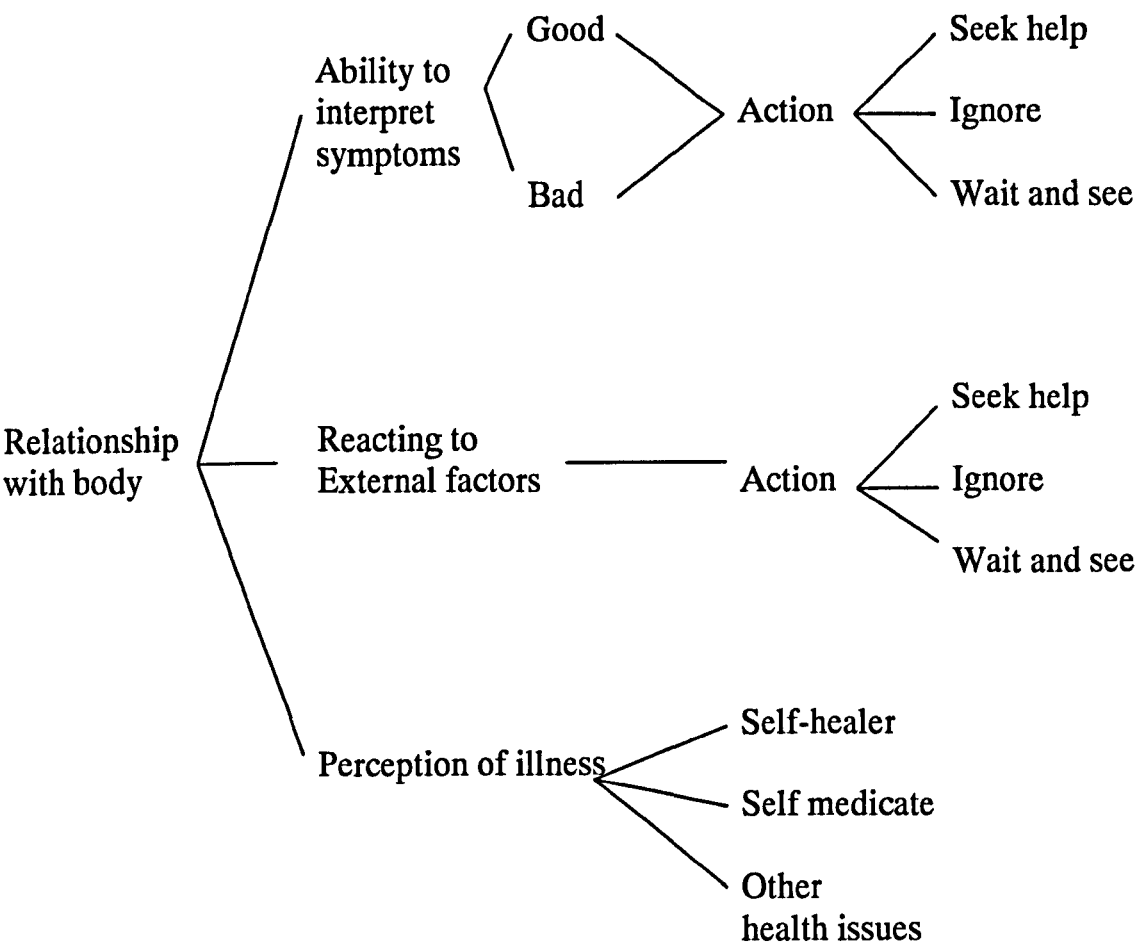 Good
Seek help
Ability to
interpret
symptoms
Action
Ignore
Bad
Wait and see
Relationship
with body
Reacting to
External factors
Action
Seek help
Ignore
Wait and see
Perception of illness
Self-healer
Self medicate
Other
health issues